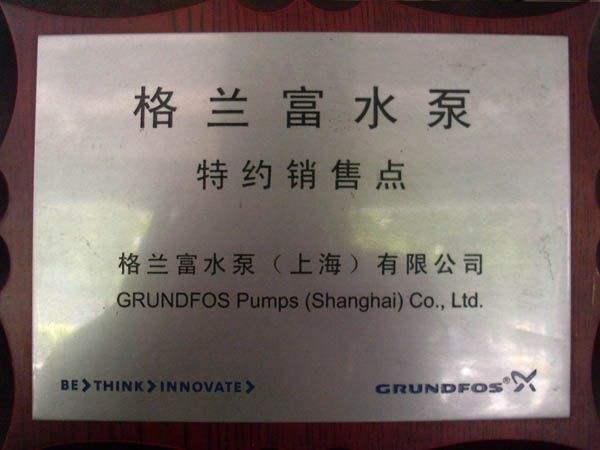 格兰富水泵
特约销售点
格兰富水泵（上海）有限公司
GRUNDFOS Pumps (Shanghai) Co., Ltd.
BE>THINK>INNOVATE>
GRUNDFOS®